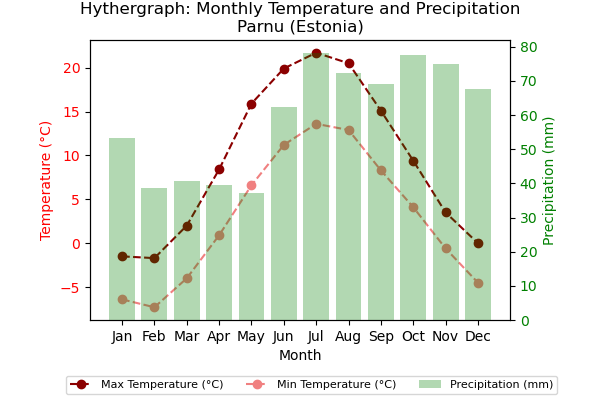 Hythergraph: Monthly Temperature and Precipitation
Parnu (Estonia)
20
15
10
5
0
−5
Temperature (°C)
80
70
60
50
40
30
20
10
0
Precipitation (mm)
Jan Feb Mar Apr May Jun Jul Aug Sep Oct Nov Dec
Month
Max Temperature (°C) Min Temperature (°C) Precipitation (mm)